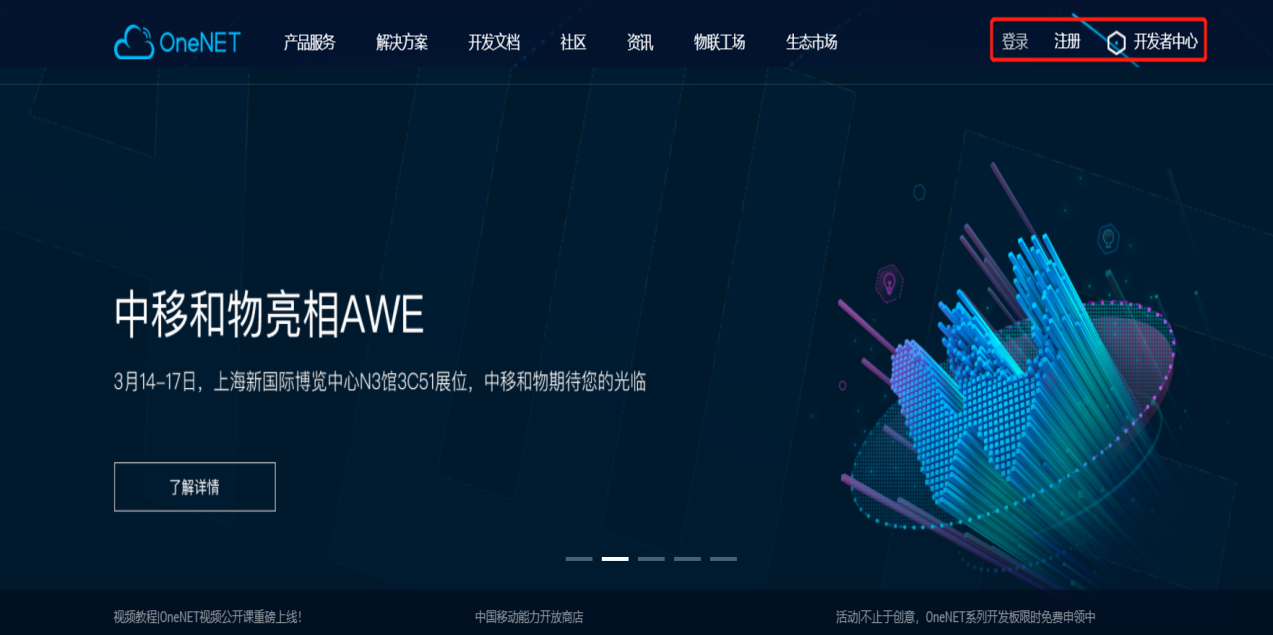 OneNET 产品服务 解决方案 开发文档 社区 资讯 物联工场 生态市场 登录 注册 开发者中心
中移和物亮相AWE
3月14-17日，上海新国际博览中心N3馆3C51展位，中移和物期待您的光临
了解详情
视频教程|OneNET视频公开课重磅上线！ 中国移动能力开放商店 活动|不止于创意，OneNET系列开发板限时免费申领中